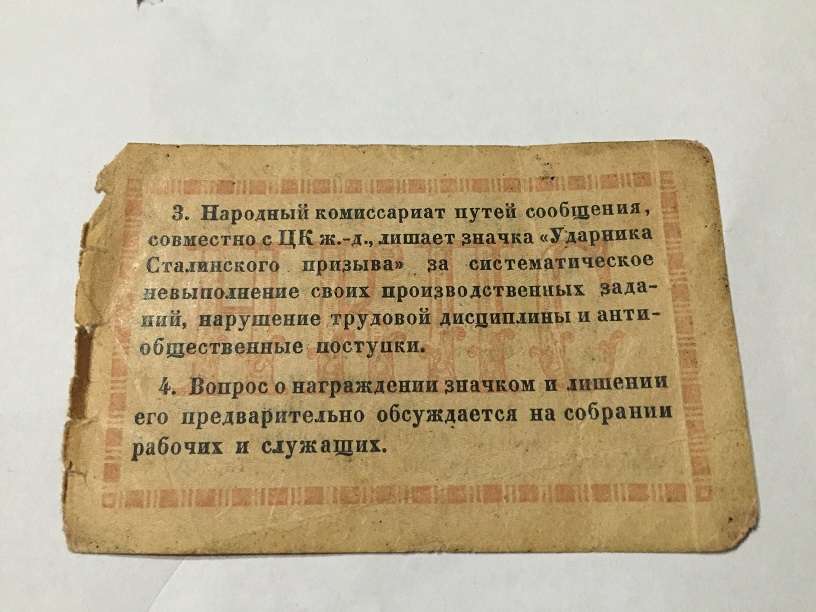 3. Народный комиссариат путей сообщения,
совместно с ЦК ж.-д., лишает значка «Ударника
Сталинского призыва» за систематическое
невыполнение своих производственных зада-
ний, нарушение трудовой дисциплины и анти-
общественные поступки.
4. Вопрос о награждении значком и лишении
его предварительно обсуждается на собрании
рабочих и служащих.